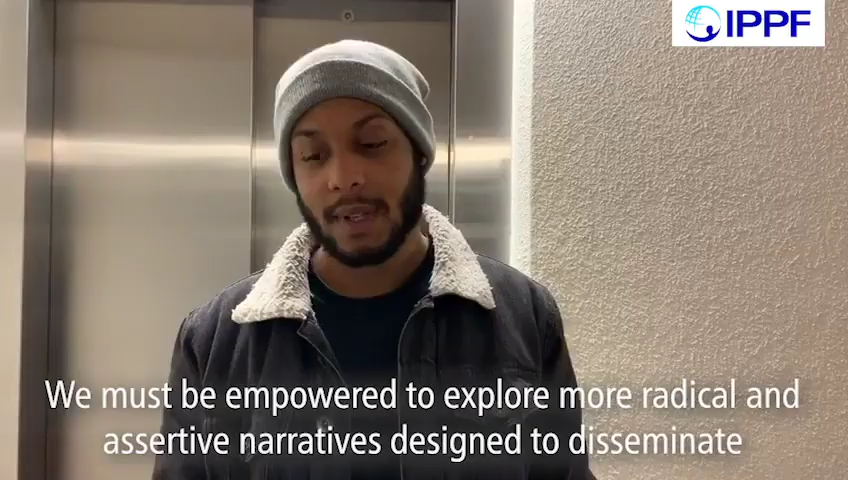 IPPF
We must be empowered to explore more radical and
assertive narratives designed to disseminate